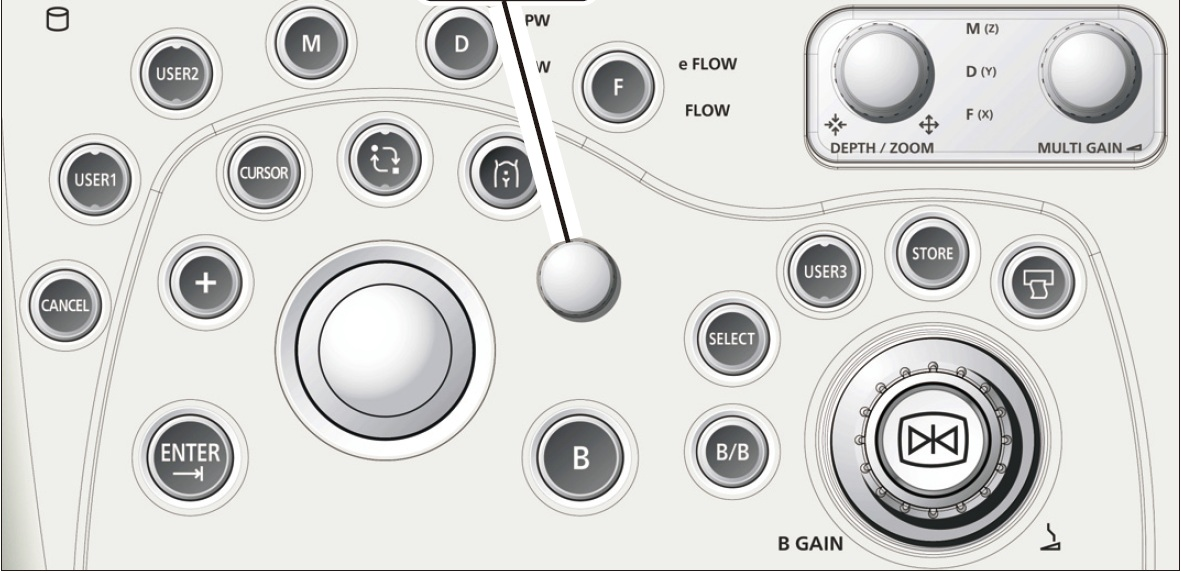 PW
M
D
M (Z)
USER2
W
e FLOW
F
D (Y)
FLOW
F (X)
DEPTH / ZOOM
MULTI GAIN
USER1
CURSOR
STORE
USER3
+
CANCEL
SELECT
ENTER
B
B/B
B GAIN